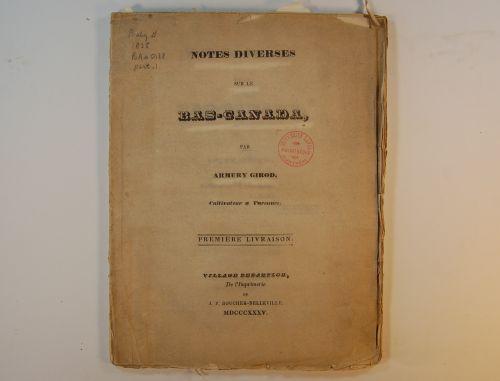 NOTES DIVERSES
SUR LE
BAS-CANADA,
PAR
AMURY GIROD,
Cultivateur à Varennes.
PREMIÈRE LIVRAISON.
VILLAGE DEBARTZCH,
De l'Imprimerie
DE
J. P. BOUCHER-BELLEVILLE.
MDCCCXXXV.